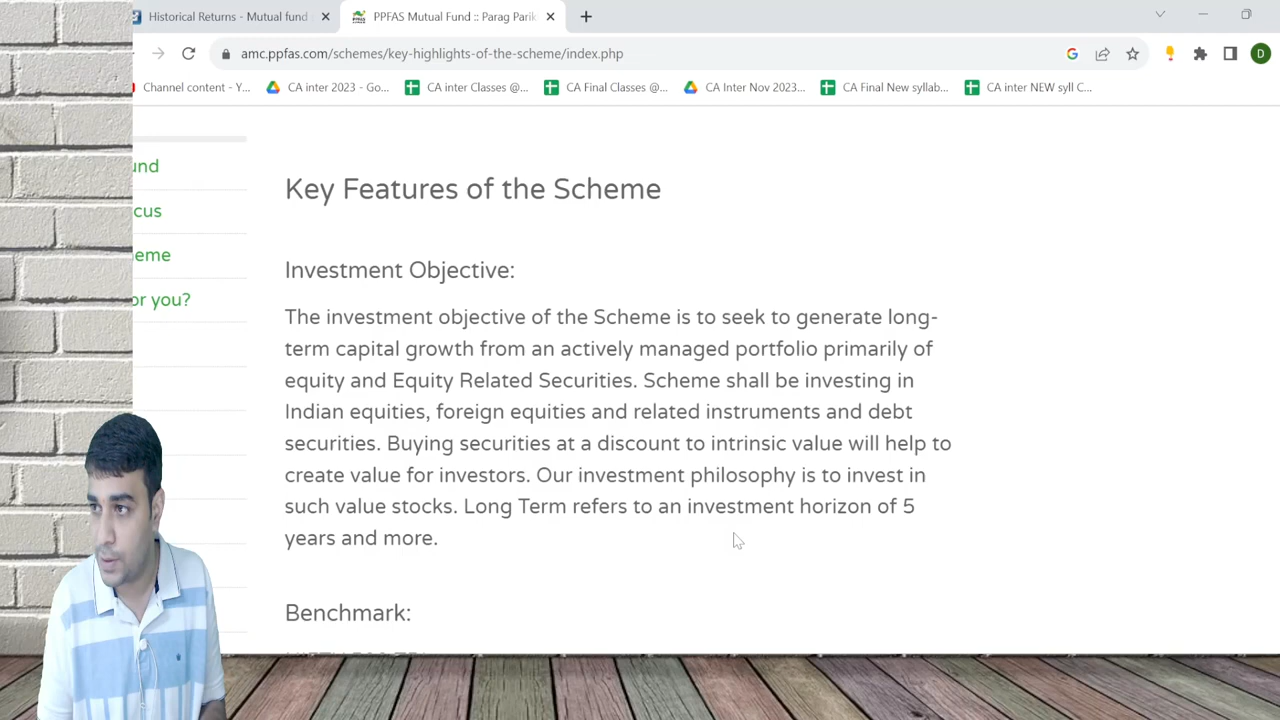 Historical Returns - Mutual fund
PPFAS Mutual Fund :: Parag Parik
amc.ppfas.com/schemes/key-highlights-of-the-scheme/index.php
D
Channel content - Y...
CA inter 2023 - Go...
CA inter Classes @...
CA Final Classes @...
CA Inter Nov 2023...
CA Final New syllab...
CA inter NEW syll C...
und
cus
eme
or you?
Key Features of the Scheme
Investment Objective:
The investment objective of the Scheme is to seek to generate long-
term capital growth from an actively managed portfolio primarily of
equity and Equity Related Securities. Scheme shall be investing in
Indian equities, foreign equities and related instruments and debt
securities. Buying securities at a discount to intrinsic value will help to
create value for investors. Our investment philosophy is to invest in
such value stocks. Long Term refers to an investment horizon of 5
years and more.
Benchmark: